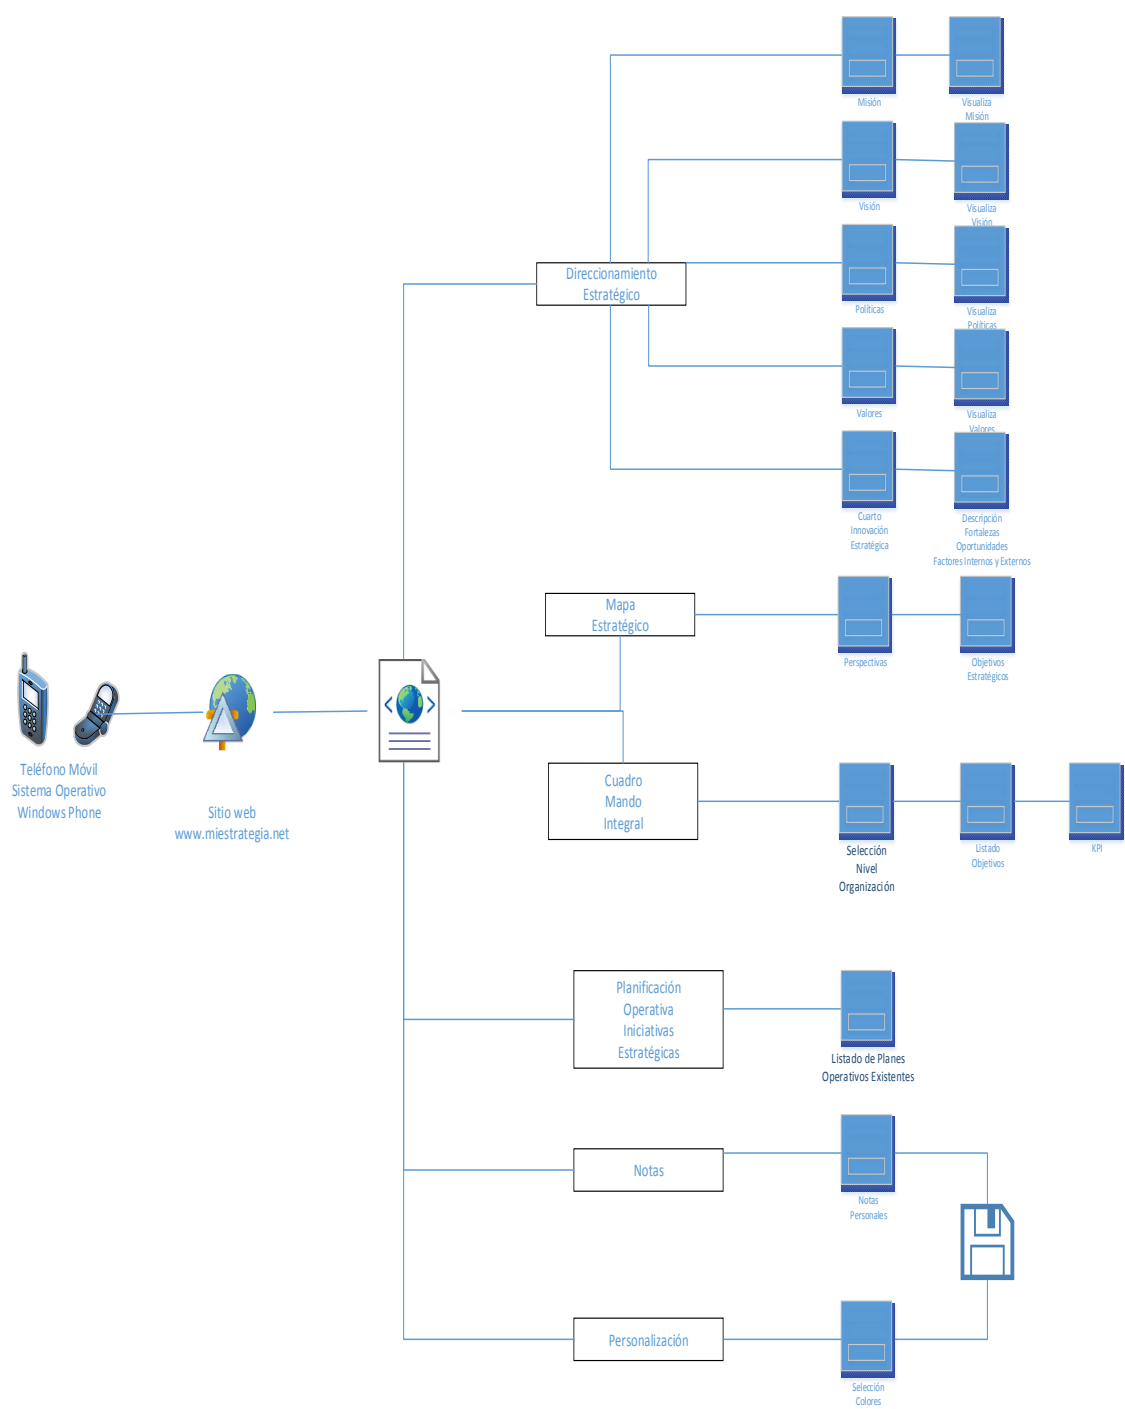 Misión
Visualiza
Misión
Visión
Visualiza
Visión
Direccionamiento
Estratégico
Políticas
Visualiza
Políticas
Valores
Visualiza
Valores
Cuarto
Innovación
Estratégica
Descripción
Fortalezas
Oportunidades
Factores Internos y Externos
Mapa
Estratégico
Perspectivas
Objetivos
Estratégicos
Teléfono Móvil
Sistema Operativo
Windows Phone
Sitio web
www.miestrategia.net
Cuadro
Mando
Integral
Selección
Nivel
Organización
Listado
Objetivos
KPI
Planificación
Operativa
Iniciativas
Estratégicas
Listado de Planes
Operativos Existentes
Notas
Notas
Personales
Personalización
Selección
Colores